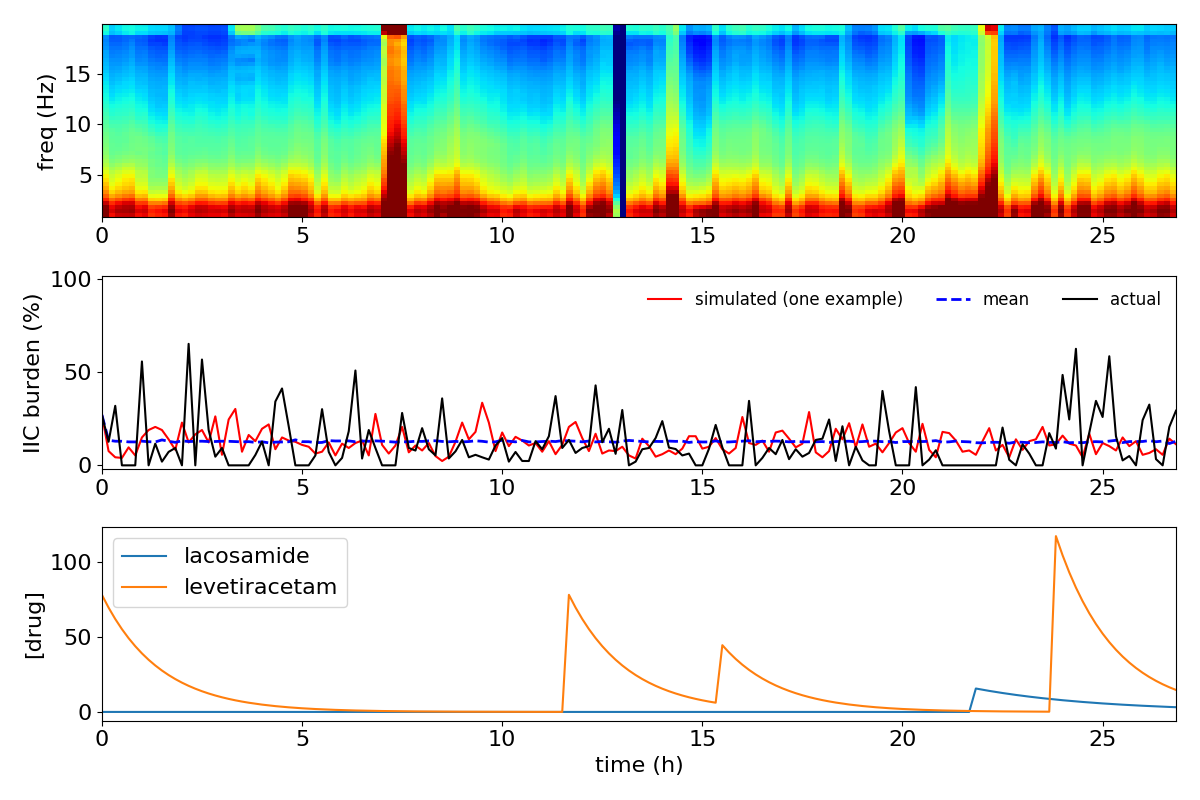 freq (Hz)
15
10
5
0 5 10 15 20 25
IIC burden (%)
100
50
0
simulated (one example) mean actual
0 5 10 15 20 25
[drug]
100
50
0
lacosamide
levetiracetam
0 5 10 15 20 25
time (h)